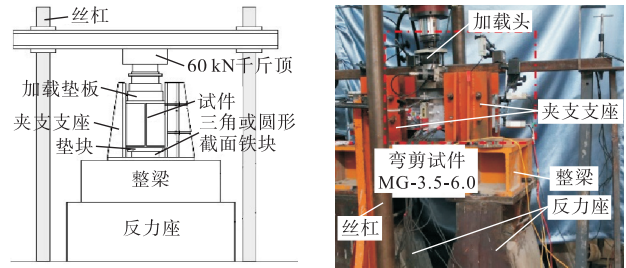 丝杠
60 kN千斤顶
加载垫板
试件
夹支支座
三角或圆形
垫块
截面铁块
整梁
反力座
加载头
夹支支座
弯剪试件
MG-3.5-6.0
整梁
丝杠
反力座